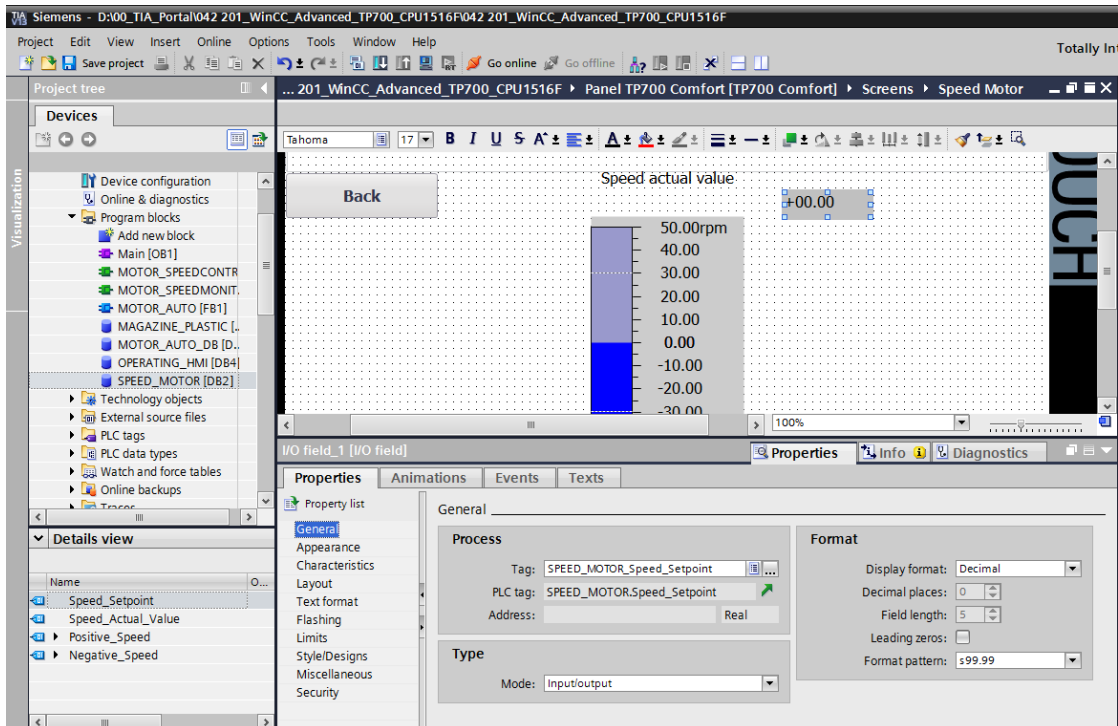 Siemens - D:\00_TIA_Portal\042 201_WinCC_Advanced_TP700_CPU1516F\042 201_WinCC_Advanced_TP700_CPU1516F
Project Edit View Insert Online Options Tools Window Help
Save project Go online Go offline
Totally Int
Project tree
... 201_WinCC_Advanced_TP700_CPU1516F Panel TP700 Comfort [TP700 Comfort] Screens Speed Motor
Devices
Tahoma 17 B I U S A A
Visualization
Device configuration
Online & diagnostics
Program blocks
Add new block
Main [OB1]
MOTOR_SPEEDCONTR
MOTOR_SPEEDMONIT.
MOTOR_AUTO [FB1]
MAGAZINE_PLASTIC [..
MOTOR_AUTO_DB [D..
OPERATING_HMI [DB4]
SPEED_MOTOR [DB2]
Technology objects
External source files
PLC tags
PLC data types
Watch and force tables
Online backups
Traces
Back
Speed actual value
+00.00
50.00rpm
40.00
30.00
20.00
10.00
0.00
-10.00
-20.00
-30.00
OUCH
100%
I/O field_1 [I/O field]
Properties Info Diagnostics
Properties Animations Events Texts
Property list
General
Appearance
Characteristics
Layout
Text format
Flashing
Limits
Style/Designs
Miscellaneous
Security
General
Process
Tag: SPEED_MOTOR_Speed_Setpoint ...
PLC tag: SPEED_MOTOR.Speed_Setpoint
Address: Real
Type
Mode: Input/output
Format
Display format: Decimal
Decimal places: 0
Field length: 5
Leading zeros:
Format pattern: s99.99
Details view
Name O...
Speed_Setpoint
Speed_Actual_Value
Positive_Speed
Negative_Speed